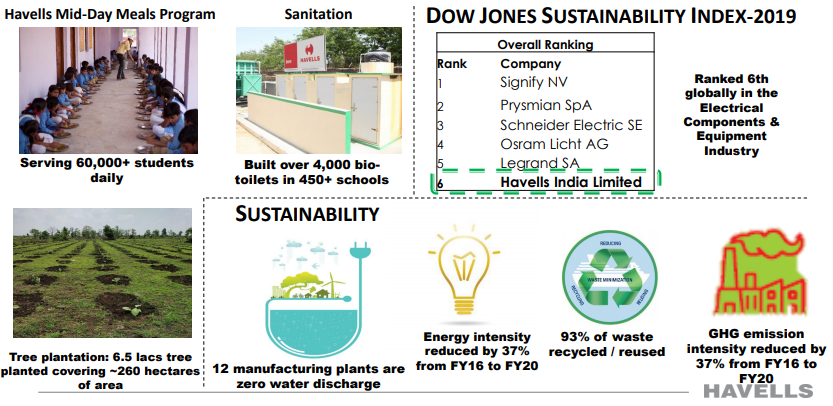 Havells Mid-Day Meals Program
Serving 60,000+ students
daily
Sanitation
HAVELLS
Built over 4,000 bio-
toilets in 450+ schools
DOW JONES SUSTAINABILITY INDEX-2019
Overall Ranking
Rank Company
1 Signify NV
2 Prysmian SpA
3 Schneider Electric SE
4 Osram Licht AG
5 Legrand SA
6 Havells India Limited
Ranked 6th
globally in the
Electrical
Components &
Equipment
Industry
Tree plantation: 6.5 lacs tree
planted covering ~260 hectares
of area
SUSTAINABILITY
12 manufacturing plants are
zero water discharge
Energy intensity
reduced by 37%
from FY16 to FY20
REDUCING
WASTE MINIMIZATION
RECYCLING
REUSING
93% of waste
recycled / reused
GHG emission
intensity reduced by
37% from FY16 to
FY20
HAVELLS